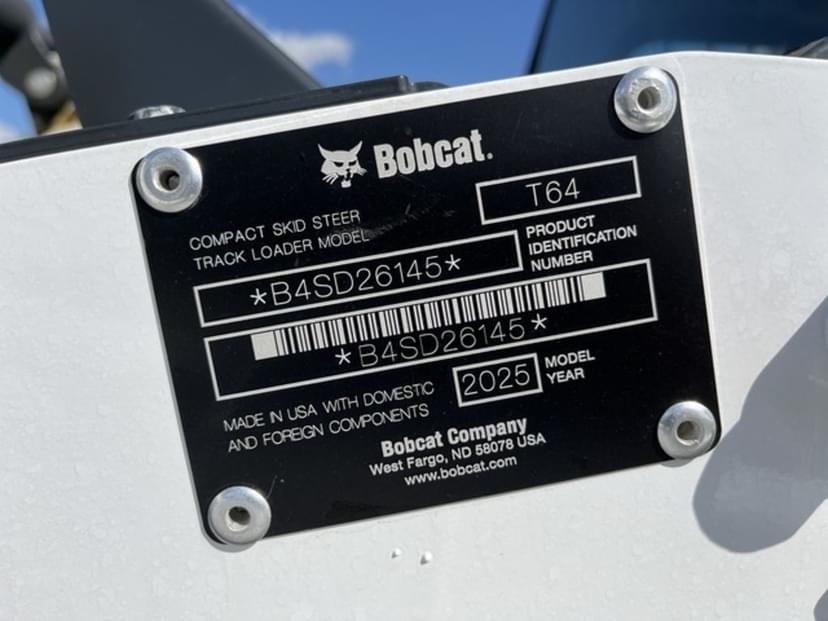 Bobcat.
COMPACT SKID STEER
TRACK LOADER MODEL
T64
*B4SD26145*
PRODUCT
IDENTIFICATION
NUMBER
*B4SD26145*
MADE IN USA WITH DOMESTIC
AND FOREIGN COMPONENTS
2025
MODEL
YEAR
Bobcat Company
West Fargo, ND 58078 USA
www.bobcat.com